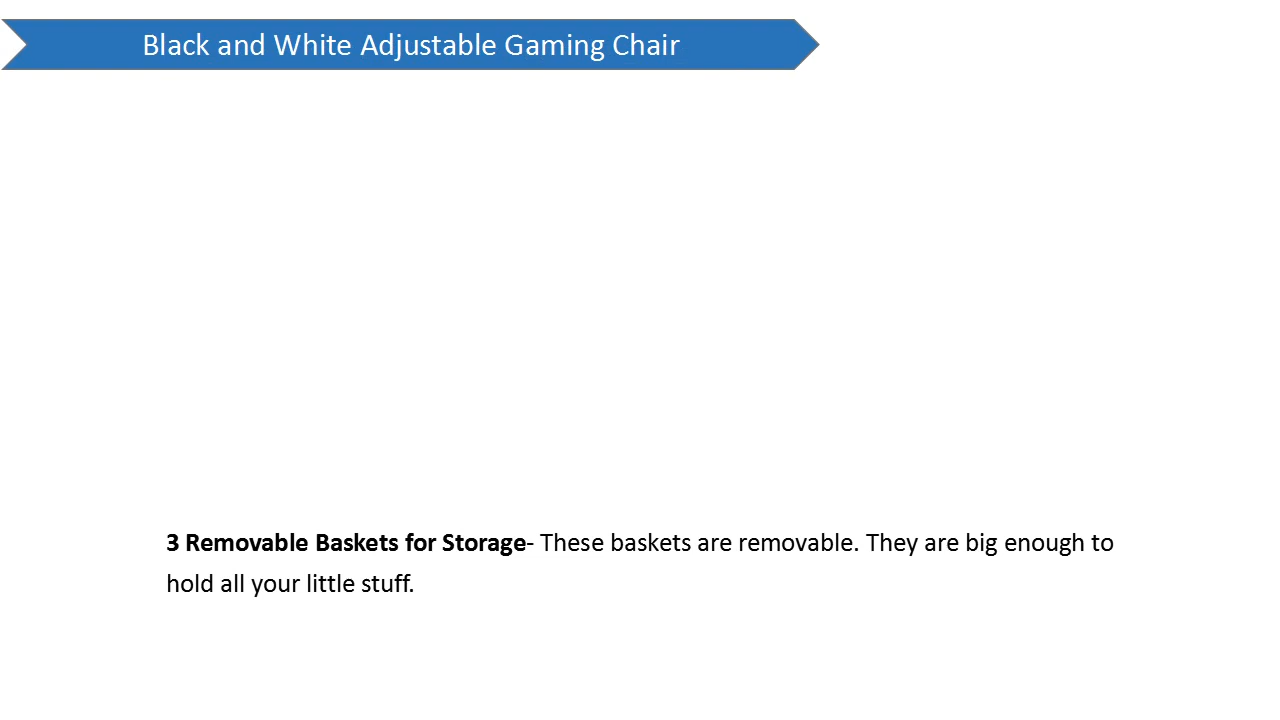 Black and White Adjustable Gaming Chair
3 Removable Baskets for Storage- These baskets are removable. They are big enough to
hold all your little stuff.